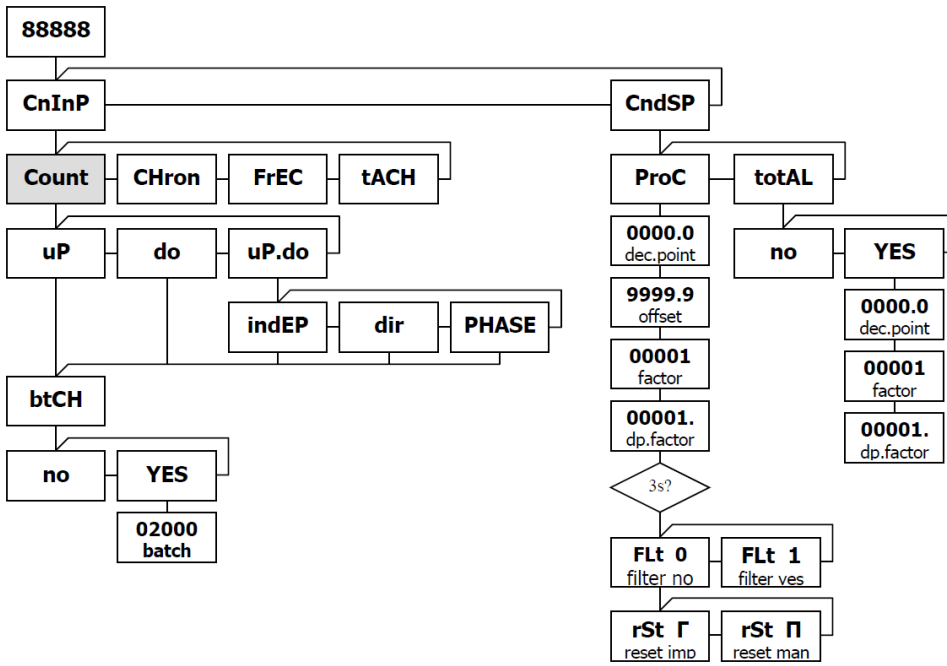 88888
CnInP
CndSP
Count
CHron
FrEC
tACH
ProC
totAL
uP
do
uP.do
0000.0
dec.point
no
YES
indEP
dir
PHASE
9999.9
offset
0000.0
dec.point
00001
factor
00001
factor
btCH
00001.
dp.factor
00001.
dp.factor
no
YES
3s?
02000
batch
FLt 0
filter no
FLt 1
filter yes
rSt Γ
reset imp
rSt Π
reset man